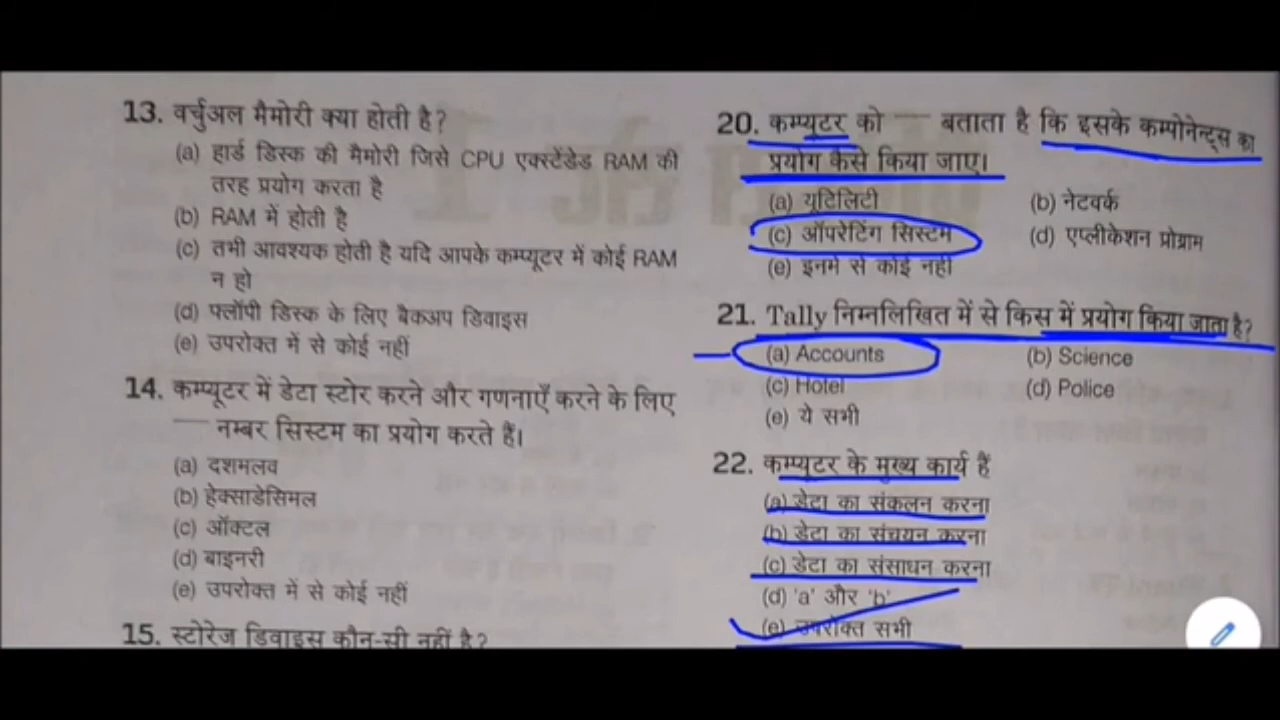 13. वर्चुअल मैमोरी क्या होती है?
(a) हार्ड डिस्क की मैमोरी जिसे CPU एक्स्टेंडेड RAM की
तरह प्रयोग करता है
(b) RAM में होती है
(c) तभी आवश्यक होती है यदि आपके कम्प्यूटर में कोई RAM
न हो
(d) फ्लॉपी डिस्क के लिए बैकअप डिवाइस
(e) उपरोक्त में से कोई नहीं
14. कम्प्यूटर में डेटा स्टोर करने और गणनाएँ करने के लिए
— नम्बर सिस्टम का प्रयोग करते हैं।
(a) दशमलव
(b) हेक्साडेसिमल
(c) ऑक्टल
(d) बाइनरी
(e) उपरोक्त में से कोई नहीं
15. स्टोरेज डिवाइस कौन-सी नहीं है?
20. कम्प्यूटर को — बताता है कि इसके कम्पोनेन्ट्स का
प्रयोग कैसे किया जाए।
(a) यूटिलिटी (b) नेटवर्क
(c) ऑपरेटिंग सिस्टम (d) एप्लीकेशन प्रोग्राम
(e) इनमें से कोई नहीं
21. Tally निम्नलिखित में से किस में प्रयोग किया जाता है?
(a) Accounts (b) Science
(c) Hotel (d) Police
(e) ये सभी
22. कम्प्यूटर के मुख्य कार्य हैं
(a) डेटा का संकलन करना
(b) डेटा का संचयन करना
(c) डेटा का संसाधन करना
(d) 'a' और 'b'
(e) उपरोक्त सभी